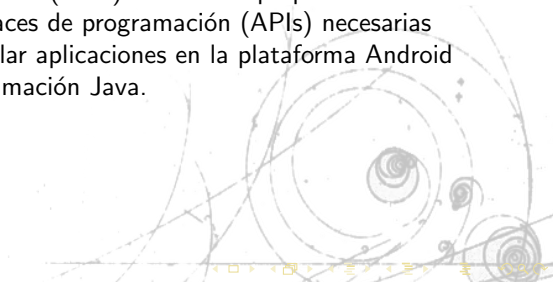 aces de programación (APIs) necesarias
lar aplicaciones en la plataforma Android
mación Java.